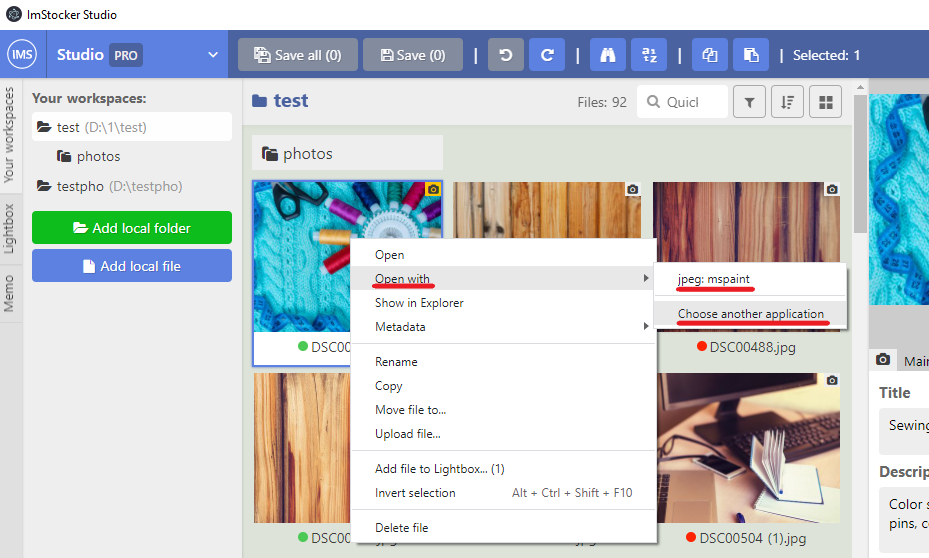 ImStocker Studio
IMS Studio PRO Save all (0) Save (0) Selected: 1
Your workspaces
Lightbox
Memo
Your workspaces:
test (D:\1\test)
photos
testpho (D:\testpho)
Add local folder
Add local file
test Files: 92 Quicl
photos
Open
Open with
Show in Explorer
Metadata
Rename
Copy
Move file to...
Upload file...
Add file to Lightbox... (1)
Invert selection Alt + Ctrl + Shift + F10
Delete file
jpeg: mspaint
Choose another application
DSC00488.jpg
DSC00504 (1).jpg
Main
Title
Sewing
Descrip
Color s
pins, c